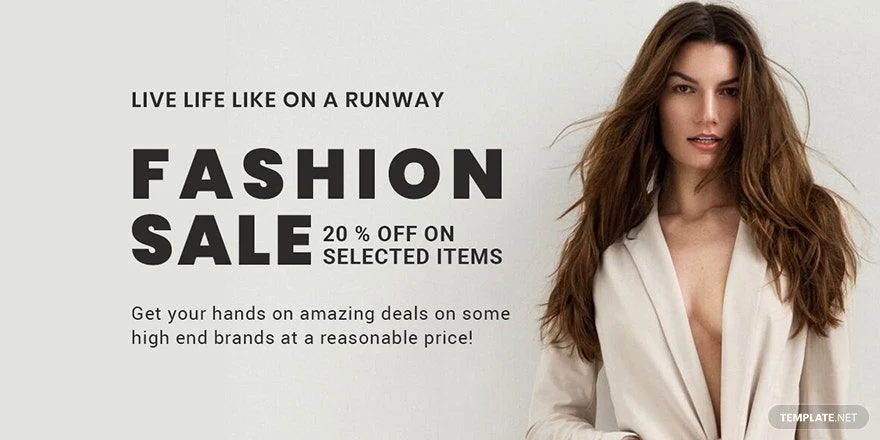 LIVE LIFE LIKE ON A RUNWAY
FASHION
SALE
20 % OFF ON
SELECTED ITEMS
Get your hands on amazing deals on some
high end brands at a reasonable price!
TEMPLATE.NET